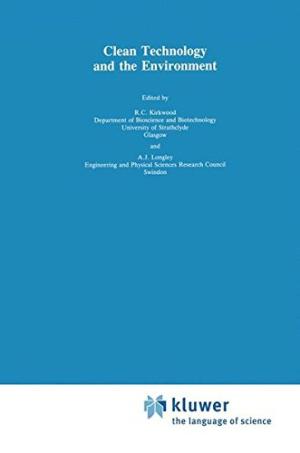 Clean Technology
and the Environment
Edited by
R.C. Kirkwood
Department of Bioscience and Biotechnology
University of Strathclyde
Glasgow
and
A.J. Longley
Engineering and Physical Sciences Research Council
Swindon
kluwer
the language of science